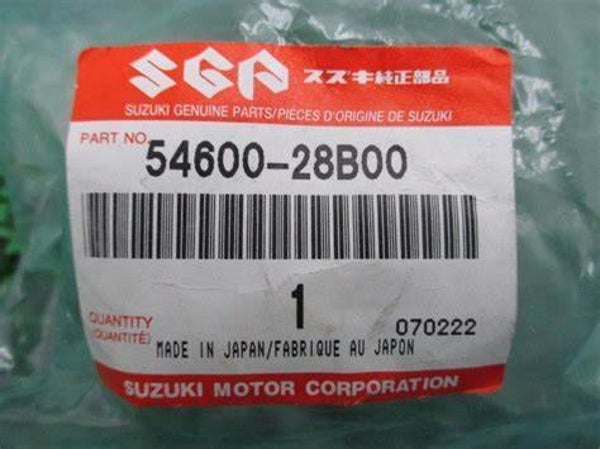 SGP スズキ純正部品
SUZUKI GENUINE PARTS/PIÈCES D'ORIGINE DE SUZUKI
PART NO.
54600-28B00
QUANTITY
(QUANTITÉ)
1
070222
MADE IN JAPAN/FABRIQUE AU JAPON
SUZUKI MOTOR CORPORATION